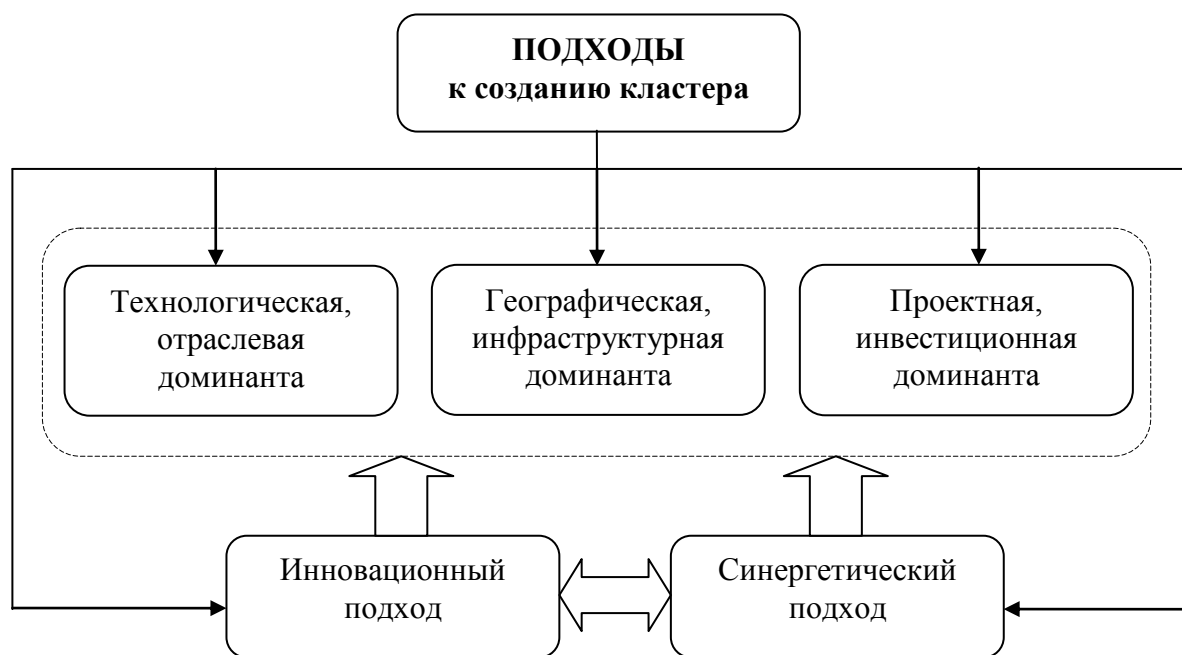 ПОДХОДЫ
к созданию кластера
Технологическая,
отраслевая
доминанта
Географическая,
инфраструктурная
доминанта
Проектная,
инвестиционная
доминанта
Инновационный
подход
Синергетический
подход